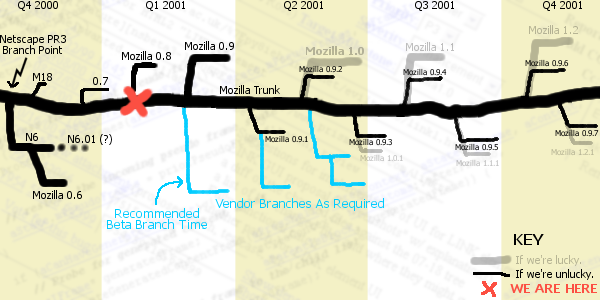 Q4 2000
Q1 2001
Q2 2001
Q3 2001
Q4 2001
Netscape PR3
Branch Point
M18
0.7
Mozilla 0.8
Mozilla 0.9
Mozilla 1.0
Mozilla 0.9.2
Mozilla 1.1
Mozilla 0.9.4
Mozilla 1.2
Mozilla 0.9.6
Mozilla Trunk
N6
N6.01 (?)
Mozilla 0.6
Mozilla 0.9.1
Mozilla 0.9.3
Mozilla 1.0.1
Mozilla 0.9.5
Mozilla 1.1.1
Mozilla 0.9.7
Mozilla 1.2.1
Recommended
Beta Branch Time
Vendor Branches As Required
KEY
If we're lucky.
If we're unlucky.
WE ARE HERE